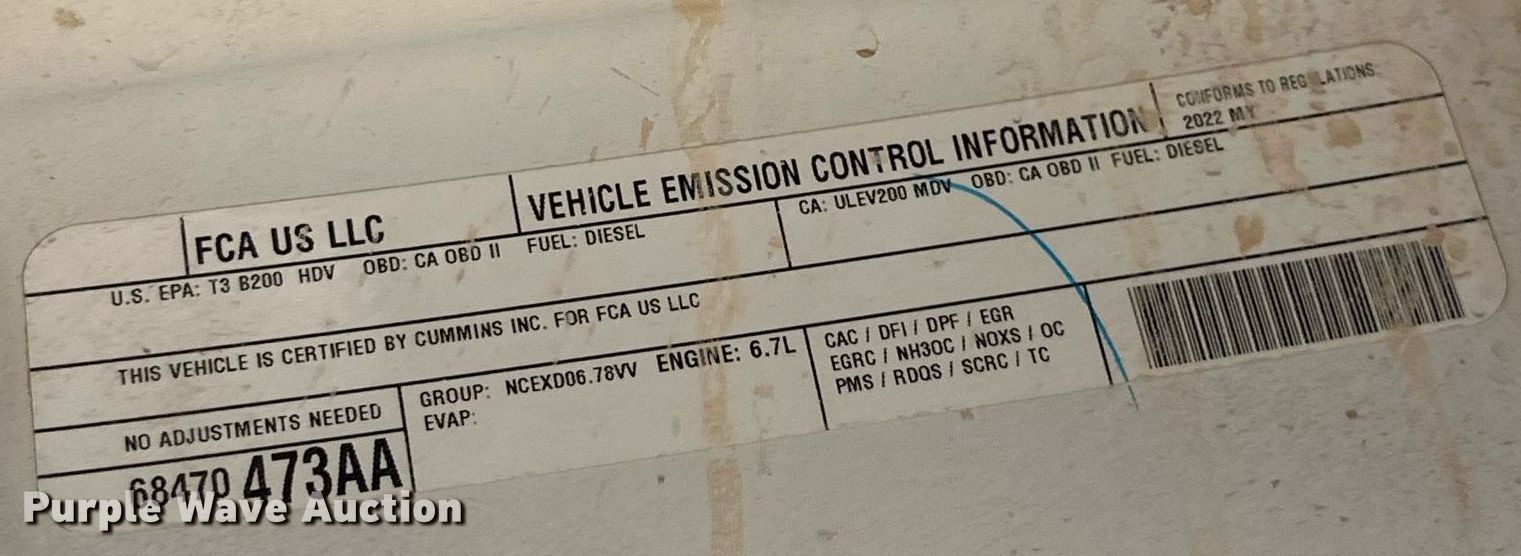 FCA US LLC
VEHICLE EMISSION CONTROL INFORMATION
CONFORMS TO REGULATIONS:
2022 MY
U.S. EPA: T3 B200 HDV OBD: CA OBD II FUEL: DIESEL
CA: ULEV200 MDV OBD: CA OBD II FUEL: DIESEL
THIS VEHICLE IS CERTIFIED BY CUMMINS INC. FOR FCA US LLC
NO ADJUSTMENTS NEEDED
68470 473AA
GROUP: NCEXD06.78VV ENGINE: 6.7L
EVAP:
CAC / DFI / DPF / EGR
EGRC / NH3OC / NOXS / OC
PMS / RDQS / SCRC / TC
Purple Wave Auction